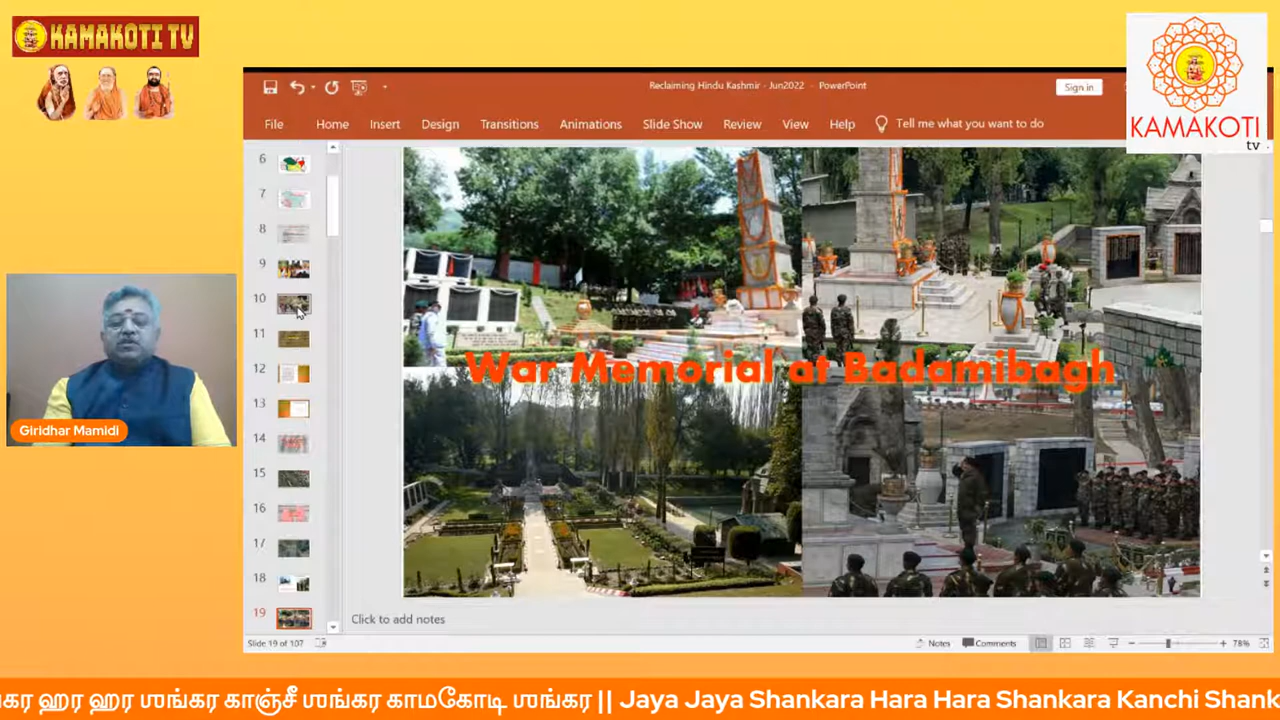 KAMAKOTI TV
KAMAKOTI
tv
Reclaiming Hindu Kashmir - Jun2022 - PowerPoint
Sign in
File Home Insert Design Transitions Animations Slide Show Review View Help Tell me what you want to do
6
7
8
9
10
11
12
13
14
15
16
17
18
19
War Memorial at Badamibagh
Giridhar Mamidi
Click to add notes
Slide 19 of 107
Notes Comments 78%
ஹர ஹர ஶங்கர காஞ்சீ ஶங்கர காமகோடி ஶங்கர || Jaya Jaya Shankara Hara Hara Shankara Kanchi